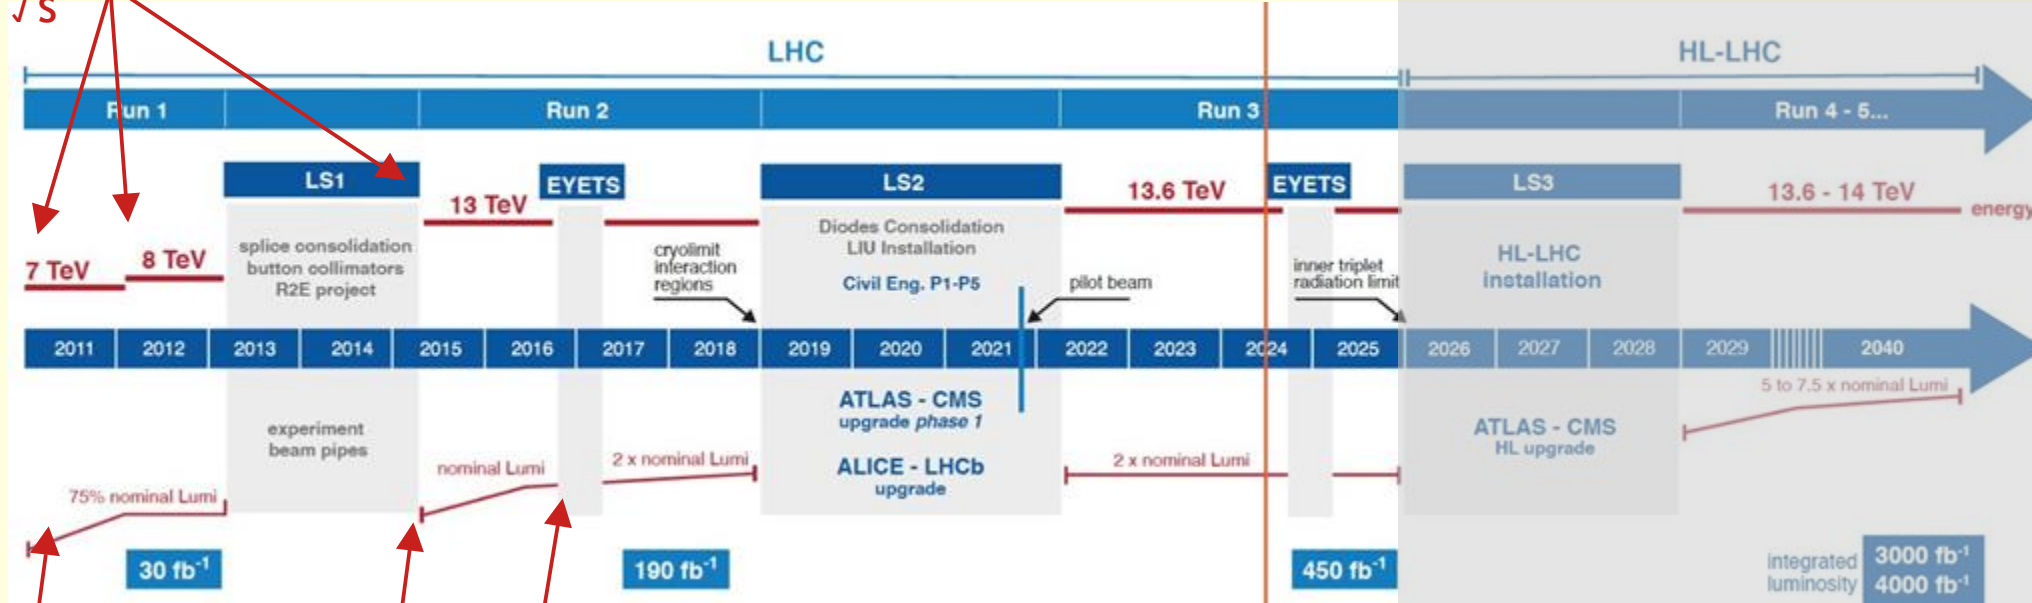 √s
LHC
HL-LHC
Run 1
Run 2
Run 3
Run 4 - 5...
LS1
EYETS
LS2
EYETS
LS3
13 TeV
13.6 TeV
13.6 - 14 TeV
energy
7 TeV
8 TeV
splice consolidation
button collimators
R2E project
cryolimit
interaction
regions
Diodes Consolidation
LIU Installation
Civil Eng. P1-P5
pilot beam
inner triplet
radiation limit
HL-LHC
installation
2011
2012
2013
2014
2015
2016
2017
2018
2019
2020
2021
2022
2023
2024
2025
2026
2027
2028
2029
2040
experiment
beam pipes
ATLAS - CMS
upgrade phase 1
ALICE - LHCb
upgrade
ATLAS - CMS
HL upgrade
5 to 7.5 x nominal Lumi
75% nominal Lumi
nominal Lumi
2 x nominal Lumi
2 x nominal Lumi
30 fb⁻¹
190 fb⁻¹
450 fb⁻¹
integrated
luminosity
3000 fb⁻¹
4000 fb⁻¹